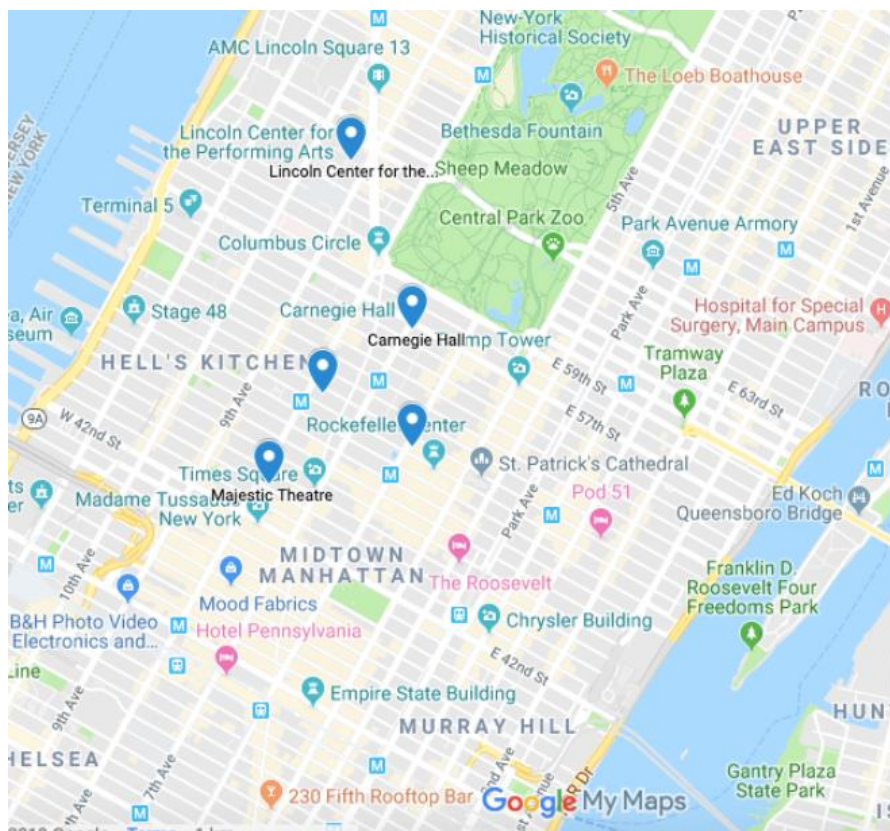 New-York
Historical Society
AMC Lincoln Square 13
The Loeb Boathouse
NEW YORK
Lincoln Center for
the Performing Arts
Bethesda Fountain
UPPER
EAST SIDE
Lincoln Center for the...
Sheep Meadow
Terminal 5
5th Ave
1st Avenue
Central Park Zoo
Park Avenue Armory
Columbus Circle
Stage 48
Carnegie Hall
Park Ave
Hospital for Special
Surgery, Main Campus
Carnegie Hall
mp Tower
Tramway
Plaza
HELL'S KITCHEN
E 59th St
E 63rd St
9A
W 42nd St
9th Ave
E 57th St
Rockefeller Center
Times Square
St. Patrick's Cathedral
Majestic Theatre
Madame Tussauds
New York
Park Ave
Pod 51
Ed Koch
Queensboro Bridge
10th Ave
MIDTOWN
MANHATTAN
The Roosevelt
Franklin D.
Roosevelt Four
Freedoms Park
Mood Fabrics
B&H Photo Video
Electronics and...
Hotel Pennsylvania
Chrysler Building
E 42nd St
Line
Empire State Building
9th Ave
MURRAY HILL
HUN
HELSEA
7th Ave
2nd Ave
Gantry Plaza
State Park
230 Fifth Rooftop Bar
Google My Maps